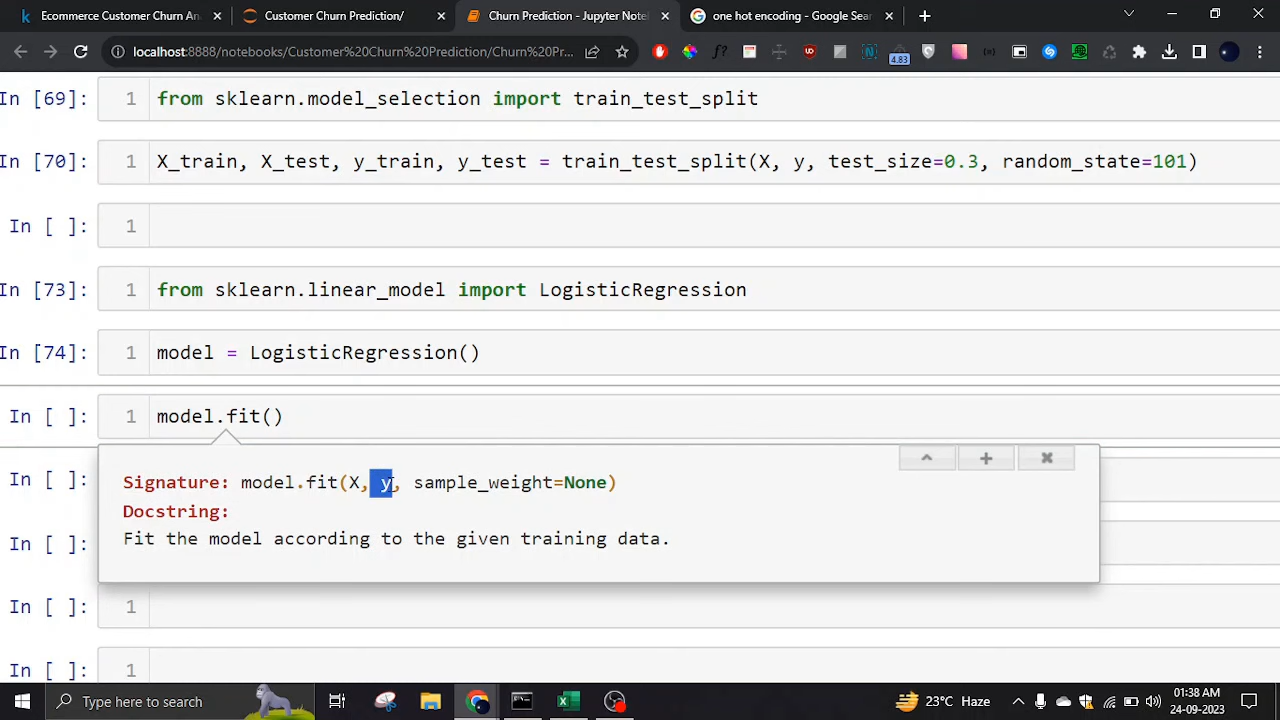 Ecommerce Customer Churn An
Customer Churn Prediction/
Churn Prediction - Jupyter Note
one hot encoding - Google Sear
localhost:8888/notebooks/Customer%20Churn%20Prediction/Churn%20Pr...
4.83
In [69]: 1 from sklearn.model_selection import train_test_split
In [70]: 1 X_train, X_test, y_train, y_test = train_test_split(X, y, test_size=0.3, random_state=101)
In [ ]: 1
In [73]: 1 from sklearn.linear_model import LogisticRegression
In [74]: 1 model = LogisticRegression()
In [ ]: 1 model.fit()
Signature: model.fit(X, y, sample_weight=None)
In [ ]:
Docstring:
Fit the model according to the given training data.
In [ ]:
In [ ]: 1
In [ ]: 1
Type here to search
23°C Haze
01:38 AM
24-09-2023